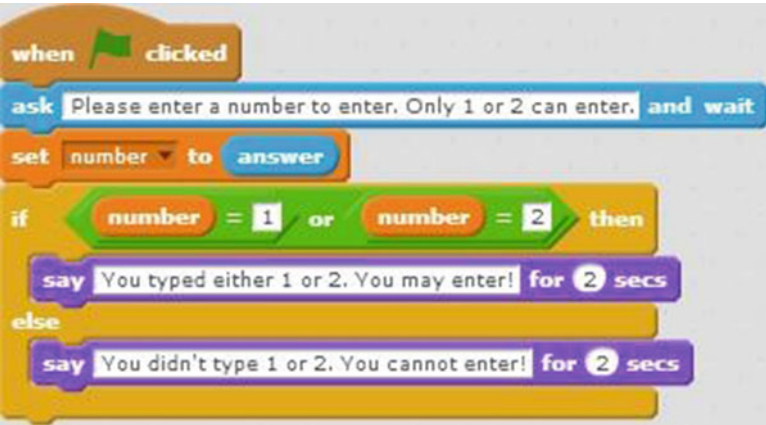 when clicked
ask Please enter a number to enter. Only 1 or 2 can enter. and wait
set number to answer
if number = 1 or number = 2 then
say You typed either 1 or 2. You may enter! for 2 secs
else
say You didn't type 1 or 2. You cannot enter! for 2 secs